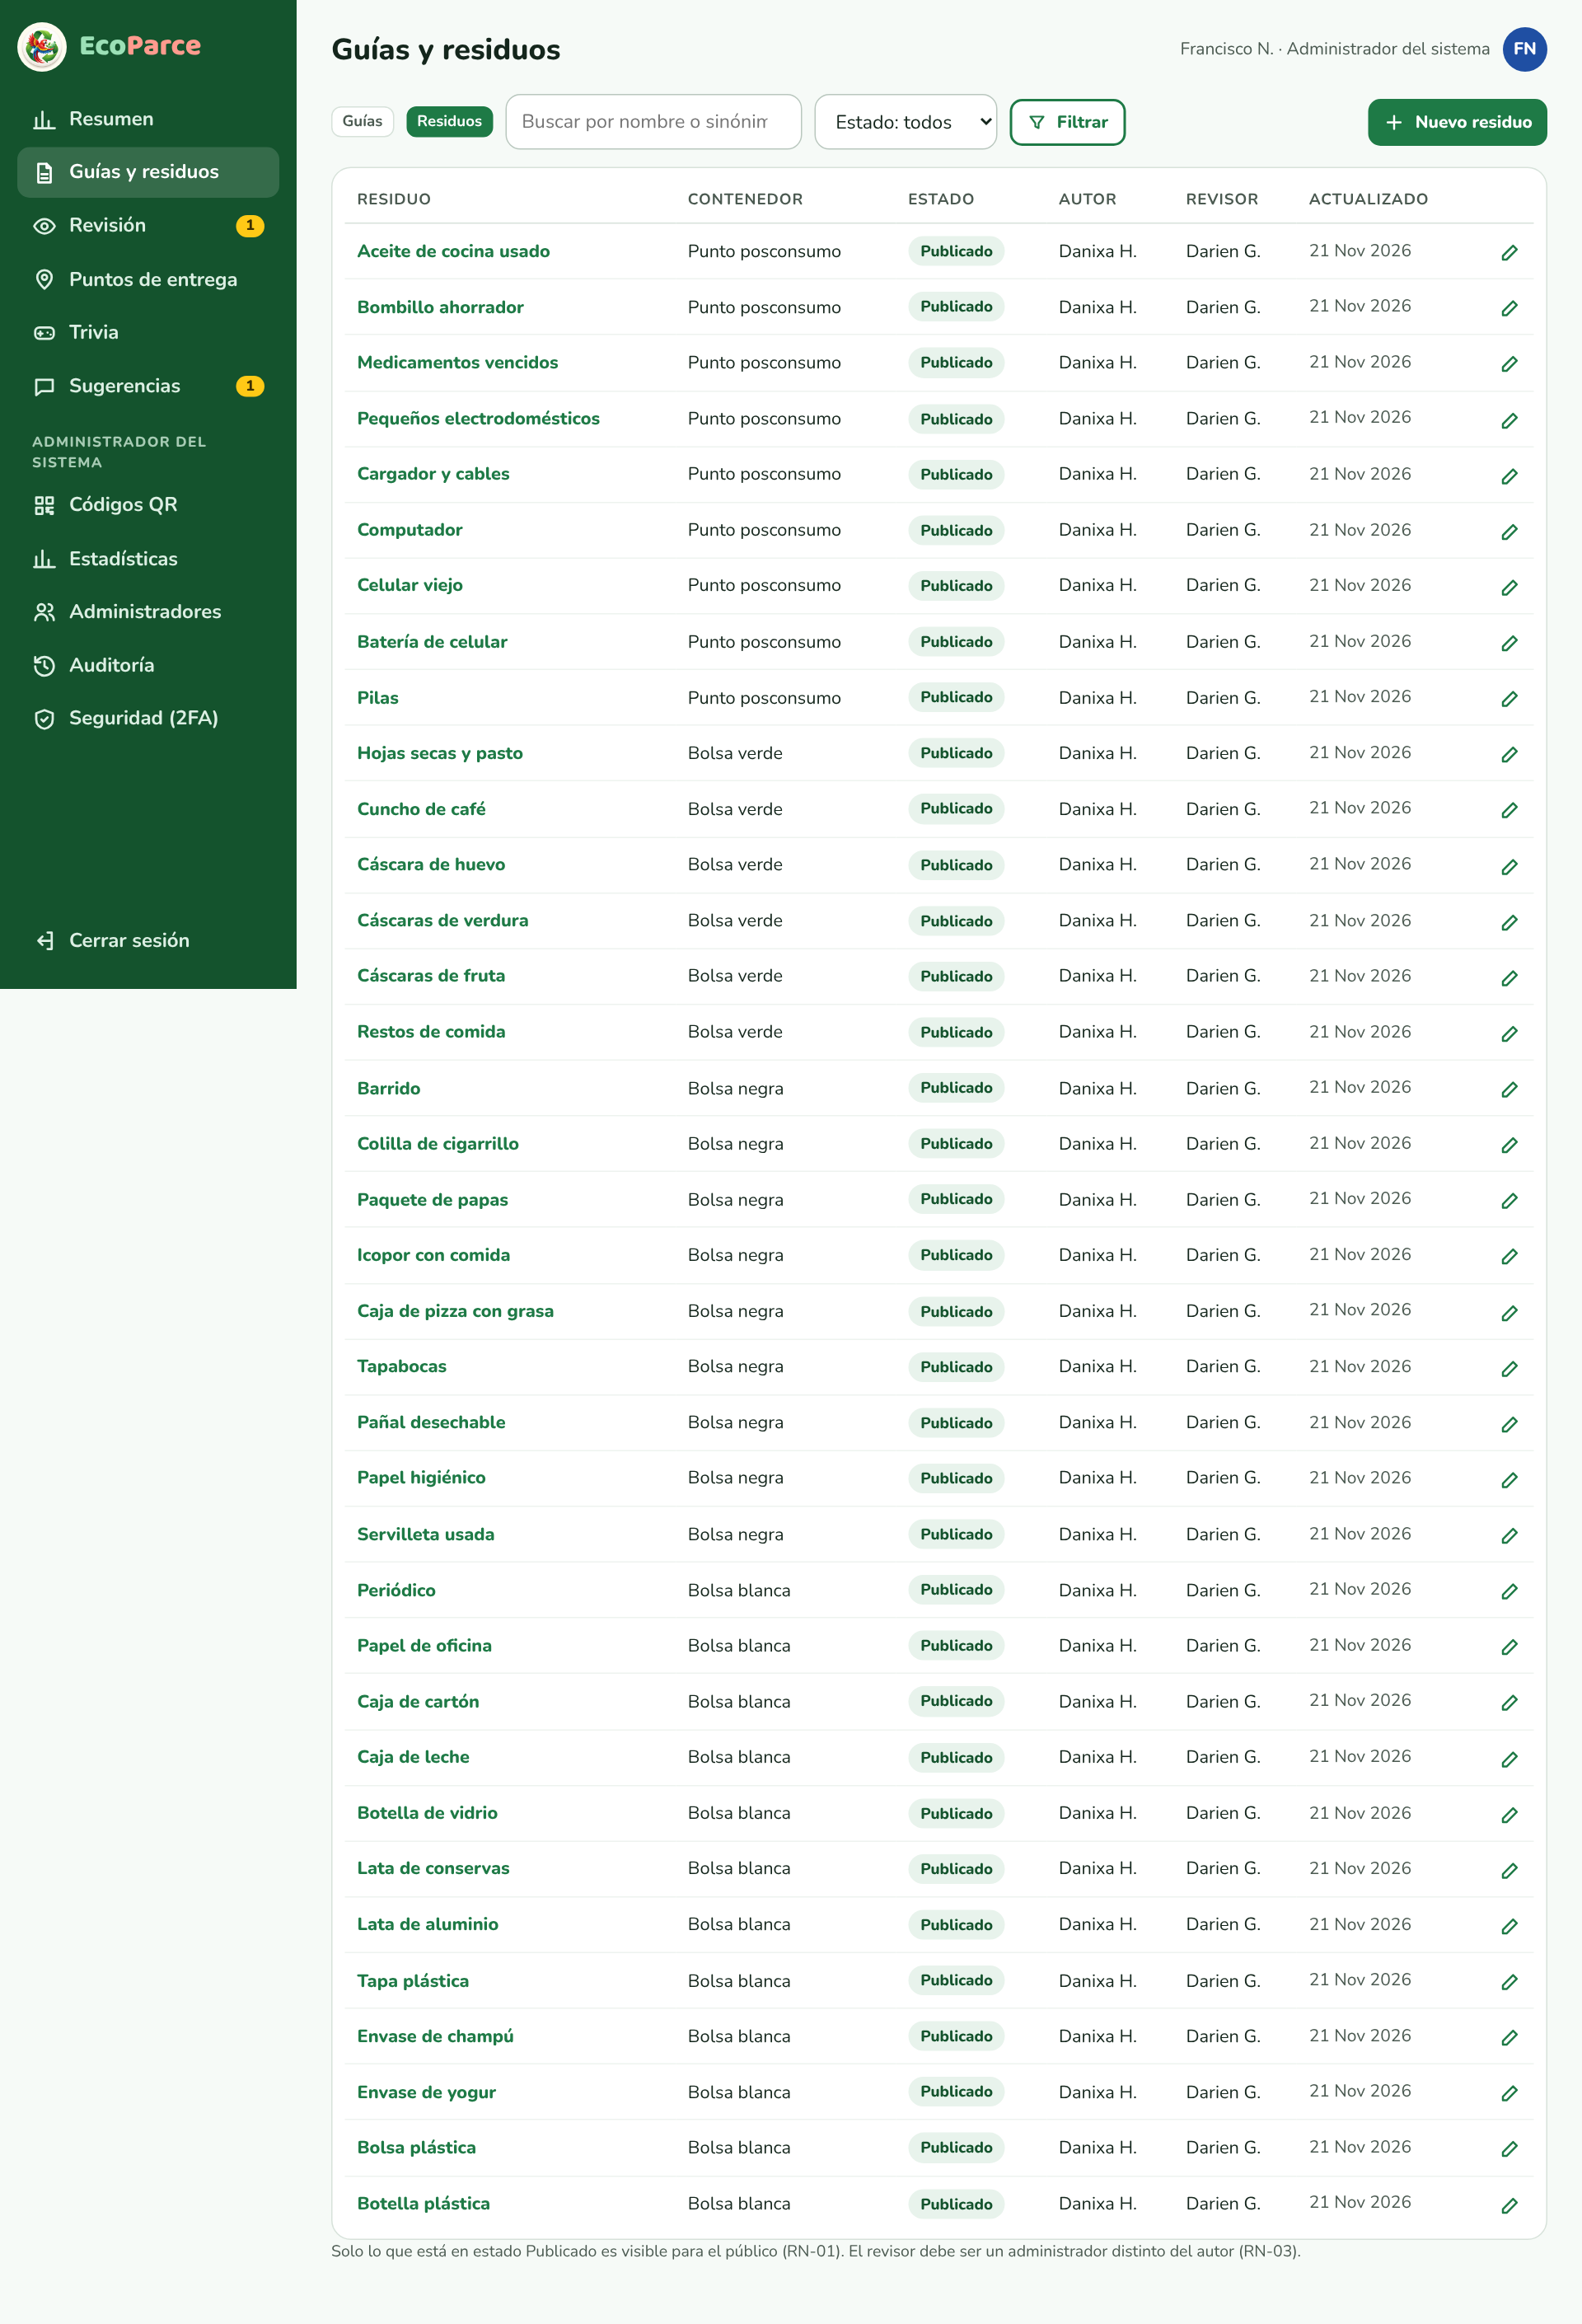 EcoParce
Resumen
Guías y residuos
Revisión 1
Puntos de entrega
Trivia
Sugerencias 1
ADMINISTRADOR DEL
SISTEMA
Códigos QR
Estadísticas
Administradores
Auditoría
Seguridad (2FA)
Cerrar sesión
Guías y residuos
Francisco N. · Administrador del sistema FN
Guías Residuos Buscar por nombre o sinónim Estado: todos Filtrar Nuevo residuo
RESIDUO CONTENEDOR ESTADO AUTOR REVISOR ACTUALIZADO
Aceite de cocina usado Punto posconsumo Publicado Danixa H. Darien G. 21 Nov 2026
Bombillo ahorrador Punto posconsumo Publicado Danixa H. Darien G. 21 Nov 2026
Medicamentos vencidos Punto posconsumo Publicado Danixa H. Darien G. 21 Nov 2026
Pequeños electrodomésticos Punto posconsumo Publicado Danixa H. Darien G. 21 Nov 2026
Cargador y cables Punto posconsumo Publicado Danixa H. Darien G. 21 Nov 2026
Computador Punto posconsumo Publicado Danixa H. Darien G. 21 Nov 2026
Celular viejo Punto posconsumo Publicado Danixa H. Darien G. 21 Nov 2026
Batería de celular Punto posconsumo Publicado Danixa H. Darien G. 21 Nov 2026
Pilas Punto posconsumo Publicado Danixa H. Darien G. 21 Nov 2026
Hojas secas y pasto Bolsa verde Publicado Danixa H. Darien G. 21 Nov 2026
Cuncho de café Bolsa verde Publicado Danixa H. Darien G. 21 Nov 2026
Cáscara de huevo Bolsa verde Publicado Danixa H. Darien G. 21 Nov 2026
Cáscaras de verdura Bolsa verde Publicado Danixa H. Darien G. 21 Nov 2026
Cáscaras de fruta Bolsa verde Publicado Danixa H. Darien G. 21 Nov 2026
Restos de comida Bolsa verde Publicado Danixa H. Darien G. 21 Nov 2026
Barrido Bolsa negra Publicado Danixa H. Darien G. 21 Nov 2026
Colilla de cigarrillo Bolsa negra Publicado Danixa H. Darien G. 21 Nov 2026
Paquete de papas Bolsa negra Publicado Danixa H. Darien G. 21 Nov 2026
Icopor con comida Bolsa negra Publicado Danixa H. Darien G. 21 Nov 2026
Caja de pizza con grasa Bolsa negra Publicado Danixa H. Darien G. 21 Nov 2026
Tapabocas Bolsa negra Publicado Danixa H. Darien G. 21 Nov 2026
Pañal desechable Bolsa negra Publicado Danixa H. Darien G. 21 Nov 2026
Papel higiénico Bolsa negra Publicado Danixa H. Darien G. 21 Nov 2026
Servilleta usada Bolsa negra Publicado Danixa H. Darien G. 21 Nov 2026
Periódico Bolsa blanca Publicado Danixa H. Darien G. 21 Nov 2026
Papel de oficina Bolsa blanca Publicado Danixa H. Darien G. 21 Nov 2026
Caja de cartón Bolsa blanca Publicado Danixa H. Darien G. 21 Nov 2026
Caja de leche Bolsa blanca Publicado Danixa H. Darien G. 21 Nov 2026
Botella de vidrio Bolsa blanca Publicado Danixa H. Darien G. 21 Nov 2026
Lata de conservas Bolsa blanca Publicado Danixa H. Darien G. 21 Nov 2026
Lata de aluminio Bolsa blanca Publicado Danixa H. Darien G. 21 Nov 2026
Tapa plástica Bolsa blanca Publicado Danixa H. Darien G. 21 Nov 2026
Envase de champú Bolsa blanca Publicado Danixa H. Darien G. 21 Nov 2026
Envase de yogur Bolsa blanca Publicado Danixa H. Darien G. 21 Nov 2026
Bolsa plástica Bolsa blanca Publicado Danixa H. Darien G. 21 Nov 2026
Botella plástica Bolsa blanca Publicado Danixa H. Darien G. 21 Nov 2026
Solo lo que está en estado Publicado es visible para el público (RN-01). El revisor debe ser un administrador distinto del autor (RN-03).